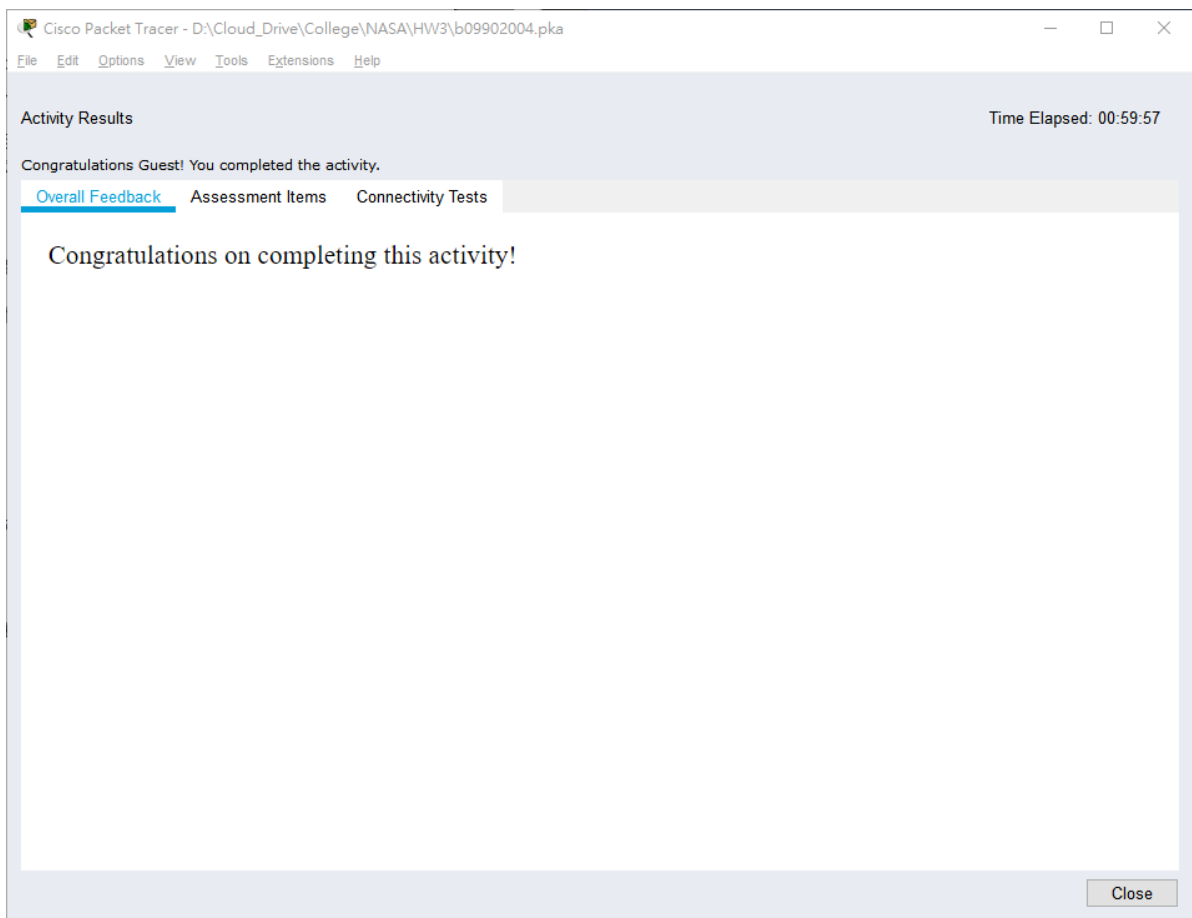 Cisco Packet Tracer - D:\Cloud_Drive\College\NASA\HW3\b09902004.pka
File Edit Options View Tools Extensions Help
Activity Results Time Elapsed: 00:59:57
Congratulations Guest! You completed the activity.
Overall Feedback Assessment Items Connectivity Tests
Congratulations on completing this activity!
Close